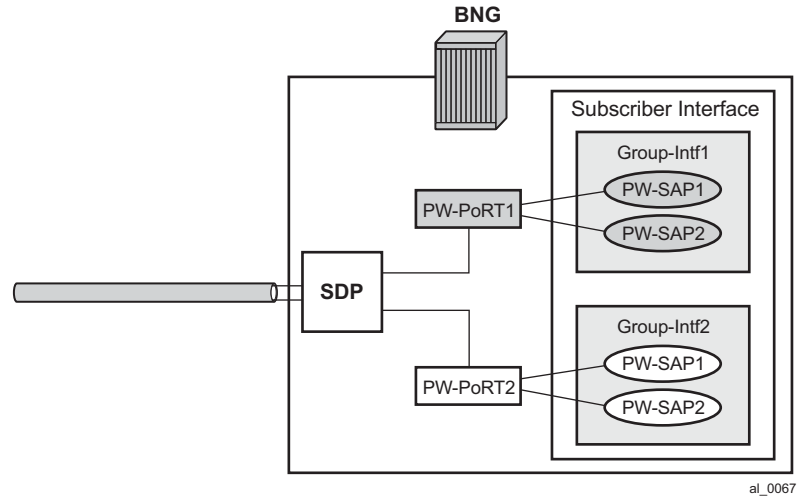 BNG
Subscriber Interface
Group-Intf1
PW-SAP1
PW-SAP2
PW-PoRT1
SDP
Group-Intf2
PW-SAP1
PW-SAP2
PW-PoRT2
al_0067